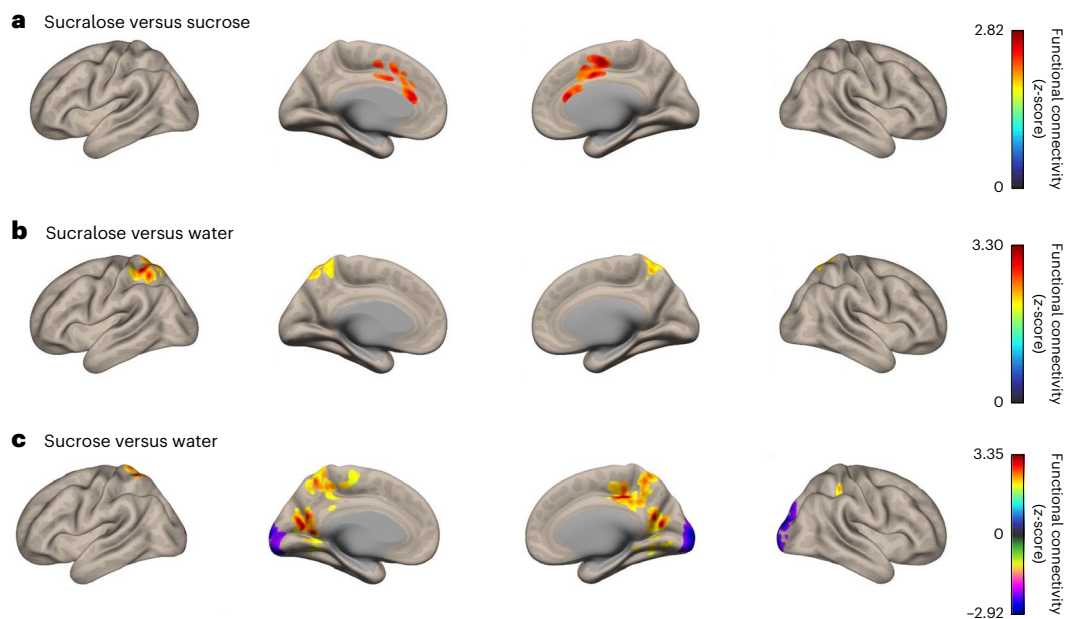 a Sucralose versus sucrose
2.82
0
Functional connectivity
(z-score)
b Sucralose versus water
3.30
0
Functional connectivity
(z-score)
c Sucrose versus water
3.35
0
−2.92
Functional connectivity
(z-score)